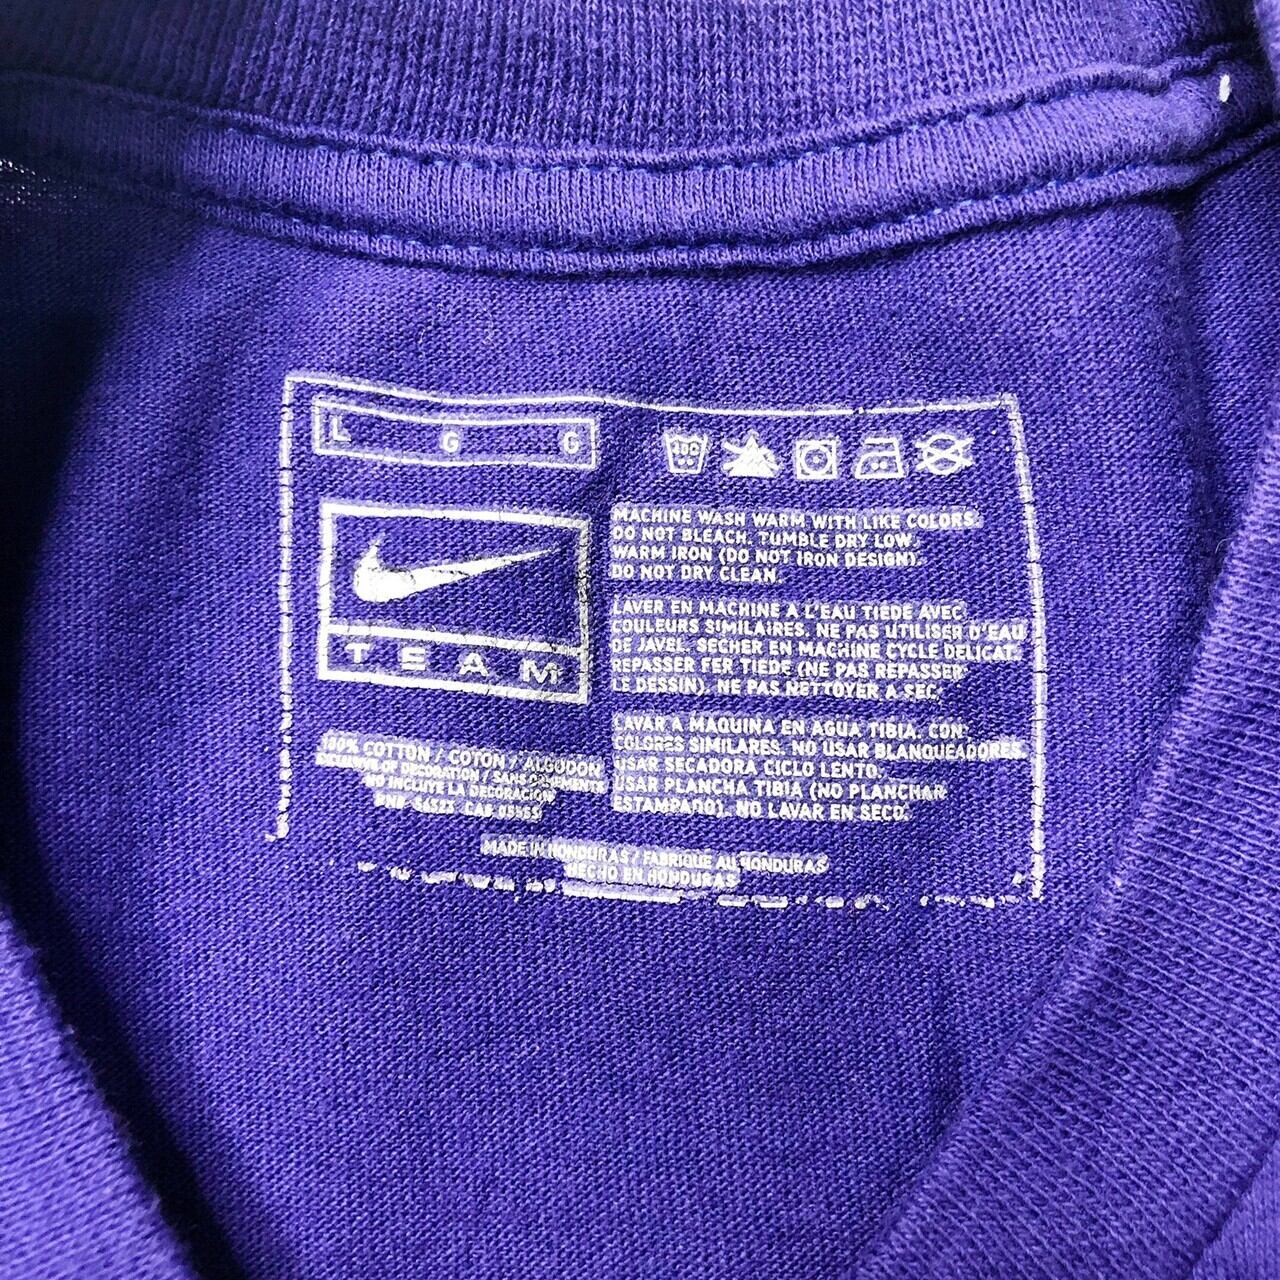 L G G
TEAM
MACHINE WASH WARM WITH LIKE COLORS.
DO NOT BLEACH. TUMBLE DRY LOW.
WARM IRON (DO NOT IRON DESIGN).
DO NOT DRY CLEAN.
LAVER EN MACHINE A L'EAU TIEDE AVEC
COULEURS SIMILAIRES. NE PAS UTILISER D'EAU
DE JAVEL. SECHER EN MACHINE CYCLE DELICAT.
REPASSER FER TIEDE (NE PAS REPASSER
LE DESSIN). NE PAS NETTOYER A SEC.
LAVAR A MAQUINA EN AGUA TIBIA. CON
COLORES SIMILARES. NO USAR BLANQUEADORES.
USAR SECADORA CICLO LENTO.
USAR PLANCHA TIBIA (NO PLANCHAR
ESTAMPADO). NO LAVAR EN SECO.
100% COTTON / COTON / ALGODON
EXCLUSIVE OF DECORATION / SANS ORNEMENTS
NO INCLUYE LA DECORACION
MADE IN HONDURAS / FABRIQUE AU HONDURAS
HECHO EN HONDURAS